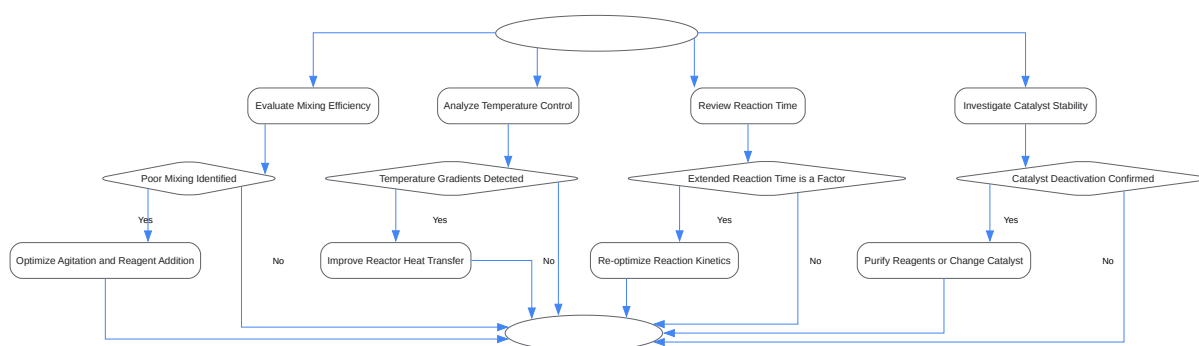 Evaluate Mixing Efficiency
Analyze Temperature Control
Review Reaction Time
Investigate Catalyst Stability
Poor Mixing Identified
Temperature Gradients Detected
Extended Reaction Time is a Factor
Catalyst Deactivation Confirmed
Yes
Yes
Yes
Yes
Optimize Agitation and Reagent Addition
No
Improve Reactor Heat Transfer
No
Re-optimize Reaction Kinetics
No
Purify Reagents or Change Catalyst
No